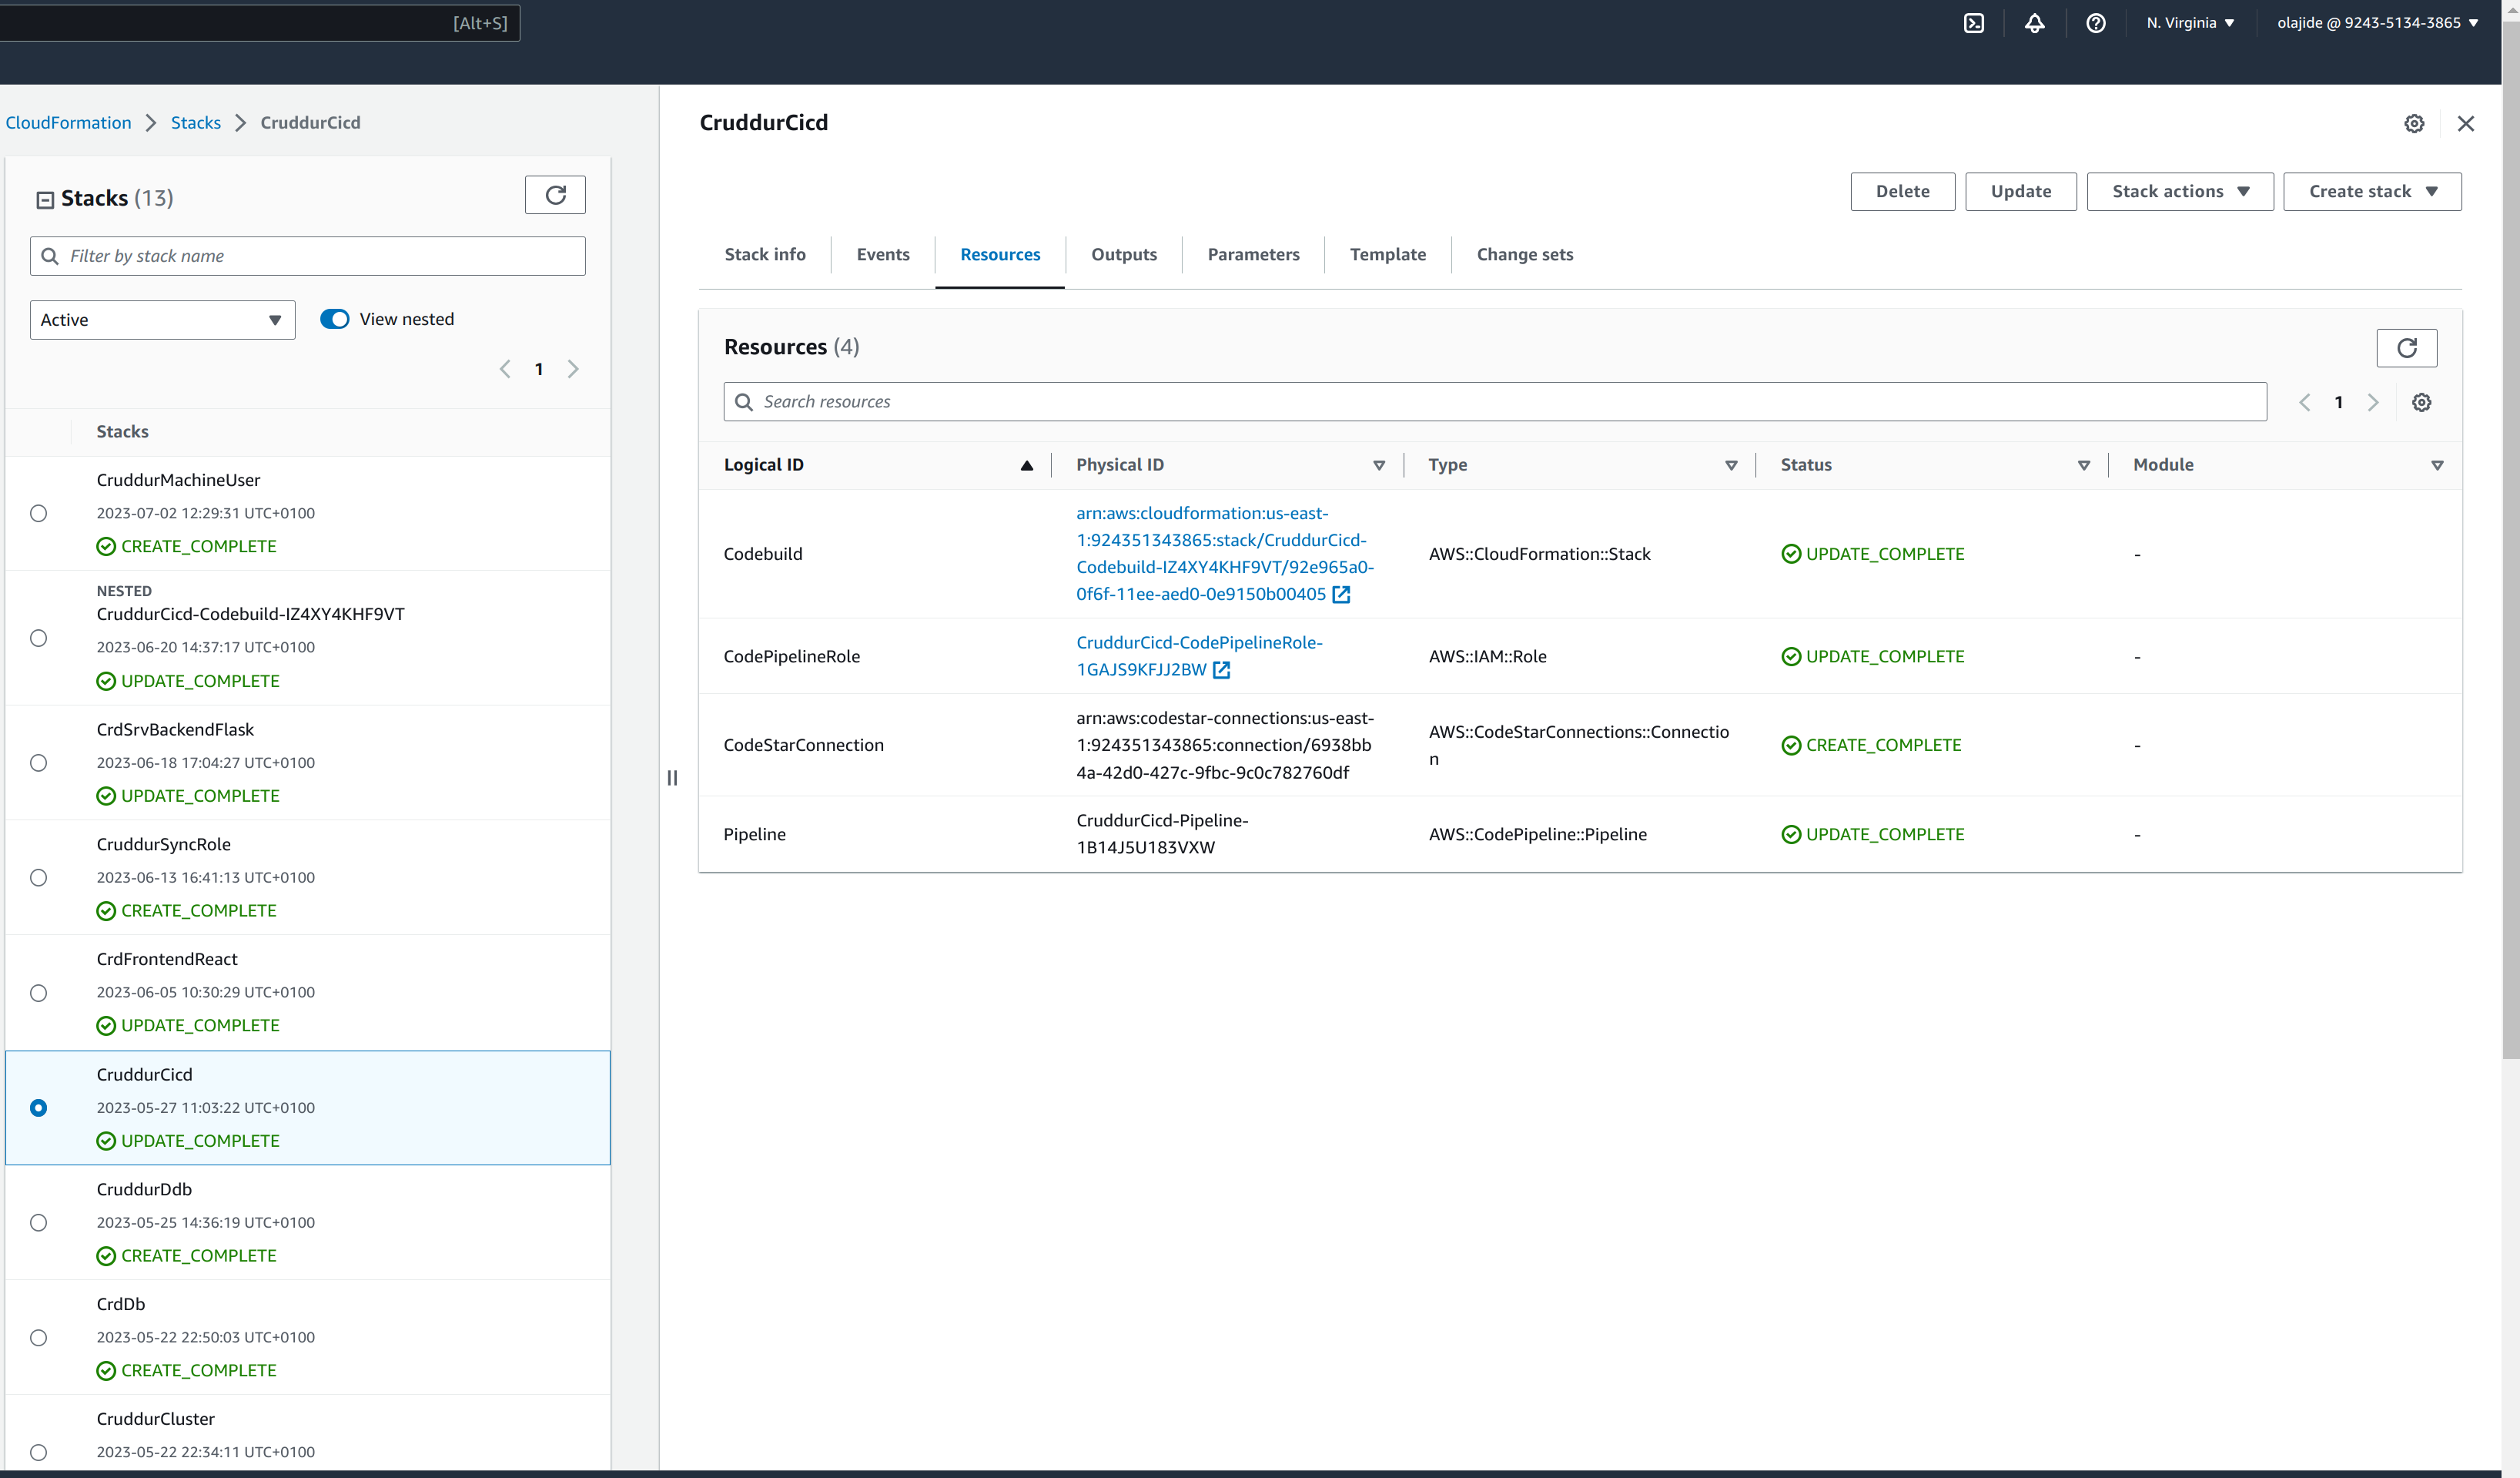 [Alt+S]
N. Virginia
olajide @ 9243-5134-3865
CloudFormation
Stacks
CruddurCicd
Stacks (13)
Filter by stack name
Active
View nested
1
Stacks
CruddurMachineUser
2023-07-02 12:29:31 UTC+0100
CREATE_COMPLETE
NESTED
CruddurCicd-Codebuild-IZ4XY4KHF9VT
2023-06-20 14:37:17 UTC+0100
UPDATE_COMPLETE
CrdSrvBackendFlask
2023-06-18 17:04:27 UTC+0100
UPDATE_COMPLETE
CruddurSyncRole
2023-06-13 16:41:13 UTC+0100
CREATE_COMPLETE
CrdFrontendReact
2023-06-05 10:30:29 UTC+0100
UPDATE_COMPLETE
CruddurCicd
2023-05-27 11:03:22 UTC+0100
UPDATE_COMPLETE
CruddurDdb
2023-05-25 14:36:19 UTC+0100
CREATE_COMPLETE
CrdDb
2023-05-22 22:50:03 UTC+0100
CREATE_COMPLETE
CruddurCluster
2023-05-22 22:34:11 UTC+0100
CruddurCicd
Delete
Update
Stack actions
Create stack
Stack info
Events
Resources
Outputs
Parameters
Template
Change sets
Resources (4)
Search resources
1
Logical ID
Physical ID
Type
Status
Module
Codebuild
arn:aws:cloudformation:us-east-
1:924351343865:stack/CruddurCicd-
Codebuild-IZ4XY4KHF9VT/92e965a0-
0f6f-11ee-aed0-0e9150b00405
AWS::CloudFormation::Stack
UPDATE_COMPLETE
-
CodePipelineRole
CruddurCicd-CodePipelineRole-
1GAJS9KFJJ2BW
AWS::IAM::Role
UPDATE_COMPLETE
-
CodeStarConnection
arn:aws:codestar-connections:us-east-
1:924351343865:connection/6938bb
4a-42d0-427c-9fbc-9c0c782760df
AWS::CodeStarConnections::Connectio
n
CREATE_COMPLETE
-
Pipeline
CruddurCicd-Pipeline-
1B14J5U183VXW
AWS::CodePipeline::Pipeline
UPDATE_COMPLETE
-